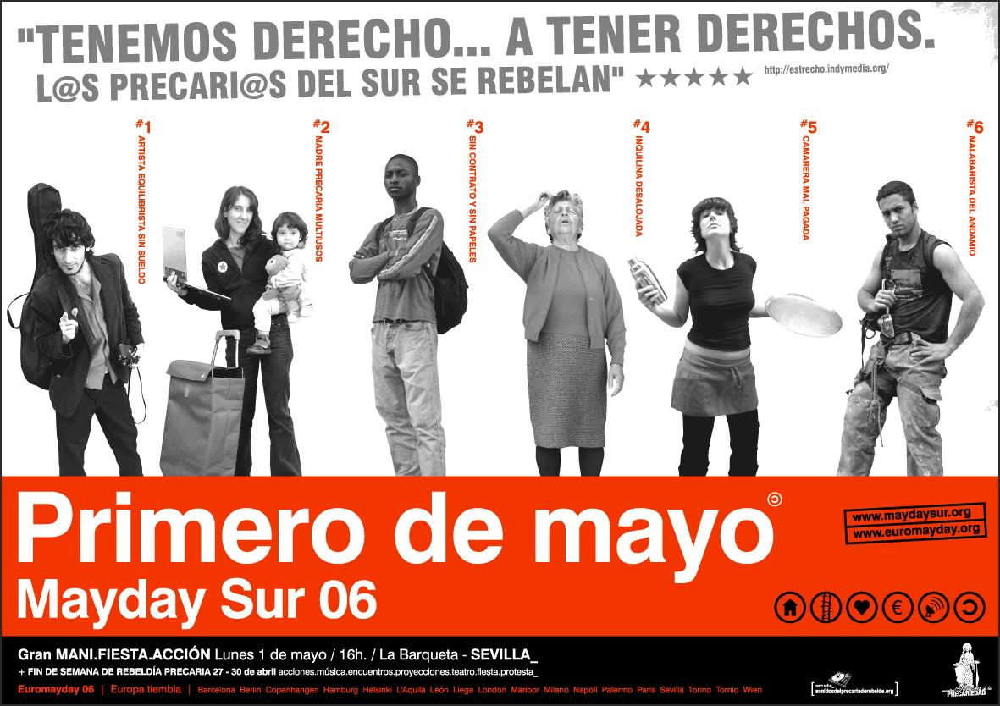 "TENEMOS DERECHO... A TENER DERECHOS.
L@S PRECARI@S DEL SUR SE REBELAN" ★★★★★
http://estrecho.indymedia.org/
#1
ARTISTA EQUILIBRISTA SIN SUELDO
#2
MADRE PRECARIA MULTIUSOS
#3
SIN CONTRATO Y SIN PAPELES
#4
INQUILINA DESALOJADA
#5
CAMARERA MAL PAGADA
#6
MALABARISTA DEL ANDAMIO
Primero de mayo
www.maydaysur.org
www.euromayday.org
Mayday Sur 06
€
Gran MANI.FIESTA.ACCIÓN Lunes 1 de mayo / 16h. / La Barqueta - SEVILLA_
+ FIN DE SEMANA DE REBELDÍA PRECARIA 27 - 30 de abril acciones.música.encuentros.proyecciones.teatro.fiesta.protesta_
Euromayday 06 | Europa tiembla | Barcelona Berlin Copenhangen Hamburg Helsinki L'Aquila León Liege London Maribor Milano Napoli Palermo Paris Sevilla Torino Tornio Wien
escucha
sonidosdelprecariadorebelde.org
PRECARIEDAD